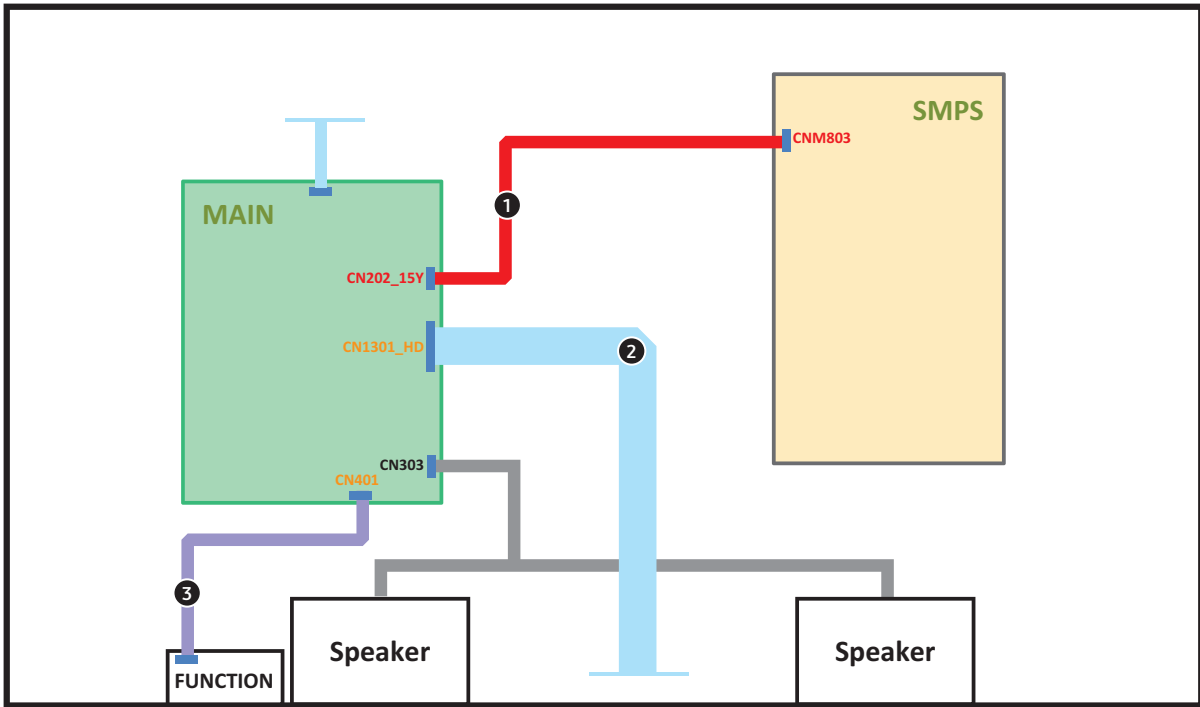 SMPS
CNM803
MAIN
1
CN202_15Y
CN1301_HD
2
CN303
CN401
3
Speaker
Speaker
FUNCTION